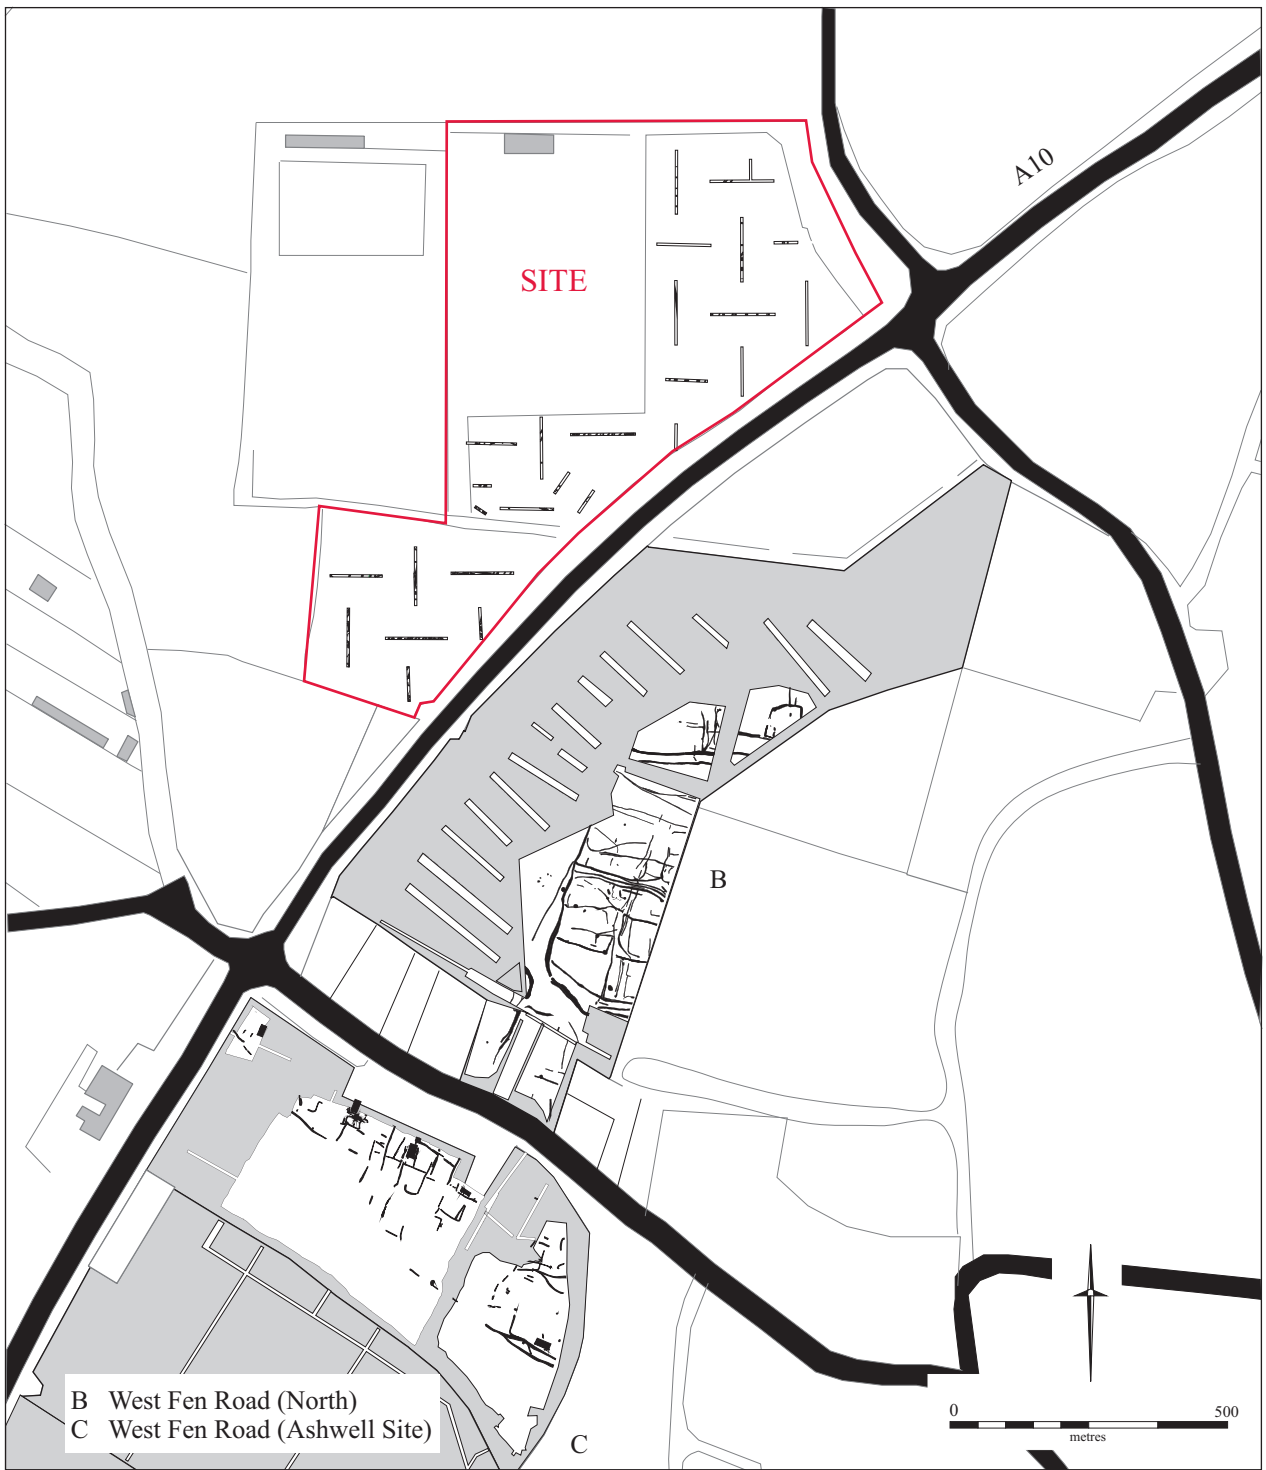 A10
SITE
B
B West Fen Road (North)
C West Fen Road (Ashwell Site)
C
0 500
metres